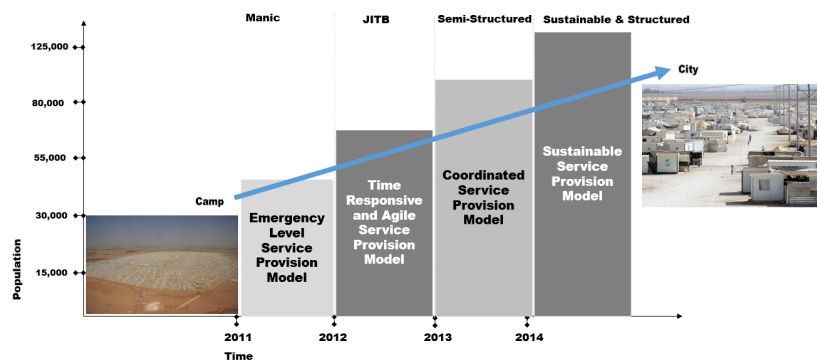 Manic
JITB
Semi-Structured
Sustainable & Structured
125,000
80,000
55,000
30,000
15,000
Population
Camp
City
Emergency
Level
Service
Provision
Model
Time
Responsive
and Agile
Service
Provision
Model
Coordinated
Service
Provision
Model
Sustainable
Service
Provision
Model
2011
2012
2013
2014
Time